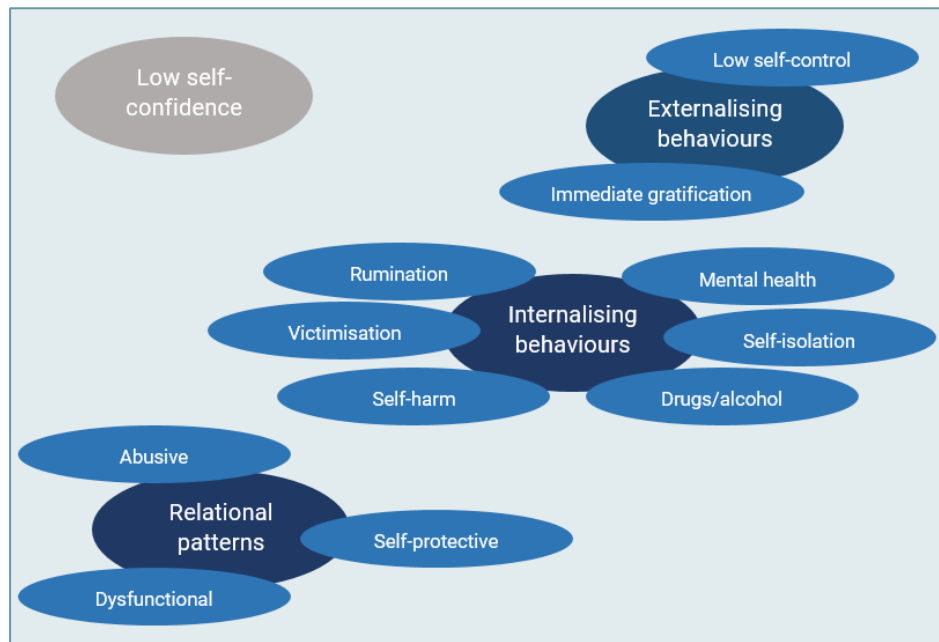 Low self-
confidence
Low self-control
Externalising
behaviours
Immediate gratification
Rumination
Mental health
Internalising
behaviours
Victimisation
Self-isolation
Self-harm
Drugs/alcohol
Abusive
Relational
patterns
Self-protective
Dysfunctional